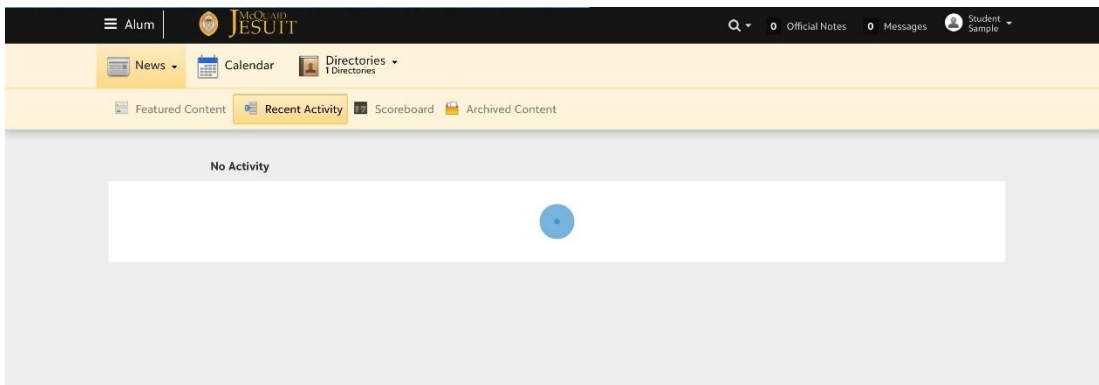 Alum
McQuaid
Jesuit
0 Official Notes 0 Messages Student
Sample
News Calendar Directories
1 Directories
Featured Content Recent Activity Scoreboard Archived Content
No Activity